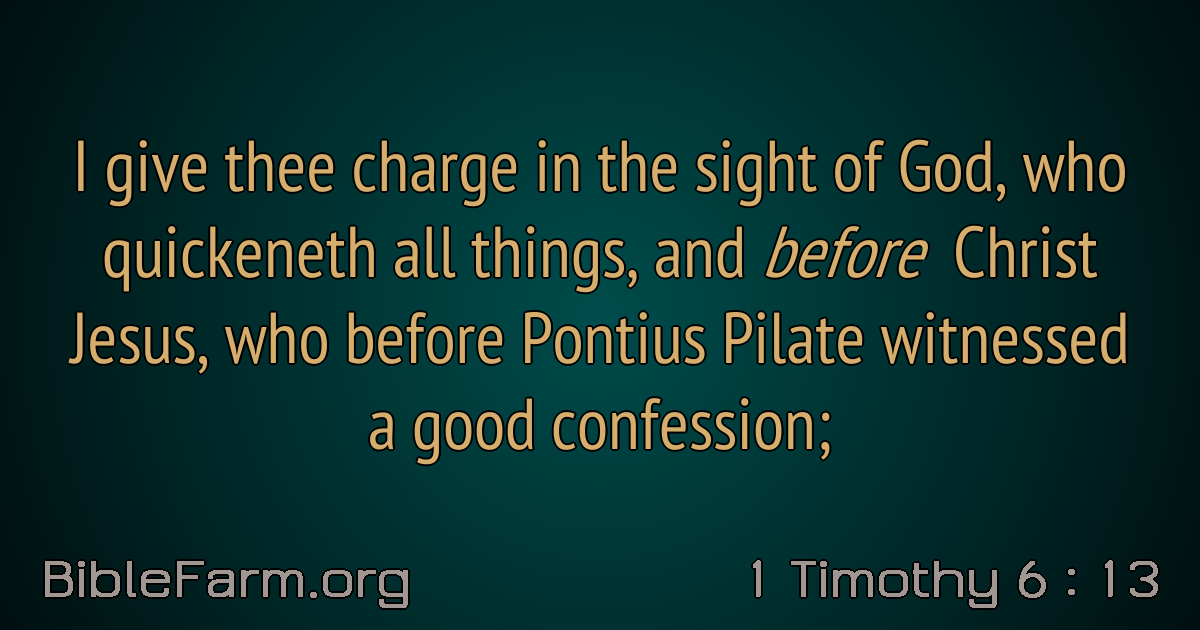 I give thee charge in the sight of God, who
quickeneth all things, and before Christ
Jesus, who before Pontius Pilate witnessed
a good confession;
BibleFarm.org
1 Timothy 6 : 13